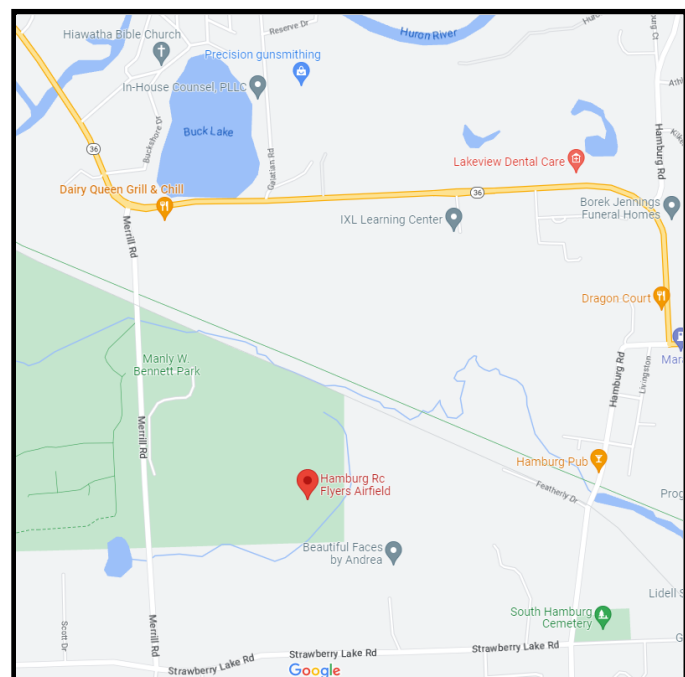 Hiawatha Bible Church
Reserve Dr
Huron River
Precision gunsmithing
In-House Counsel, PLLC
Buck Lake
Buckshore Dr
Galatian Rd
36
Hamburg Rd
Lakeview Dental Care
Dairy Queen Grill & Chill
36
IXL Learning Center
Borek Jennings
Funeral Homes
Merrill Rd
Dragon Court
Manly W.
Bennett Park
Hamburg Rd
Livingston
Merrill Rd
Hamburg Rc
Flyers Airfield
Hamburg Pub
Featherly Dr
Beautiful Faces
by Andrea
South Hamburg
Cemetery
Scott Dr
Merrill Rd
Strawberry Lake Rd
Strawberry Lake Rd
Strawberry Lake Rd
Google